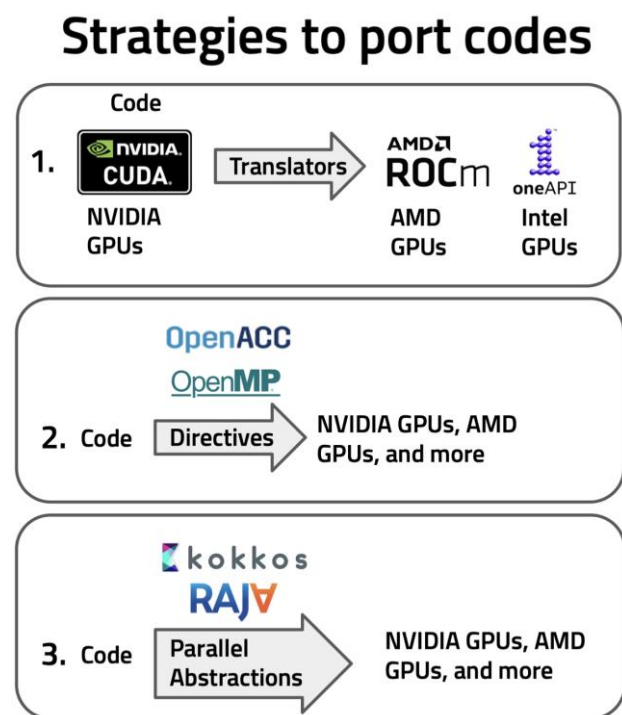 Strategies to port codes
Code
1.
NVIDIA.
CUDA.
Translators
AMD
ROCm
oneAPI
NVIDIA
GPUs
AMD
GPUs
Intel
GPUs
OpenACC
OpenMP
2. Code
Directives
NVIDIA GPUs, AMD
GPUs, and more
kokkos
RAJA
3. Code
Parallel
Abstractions
NVIDIA GPUs, AMD
GPUs, and more